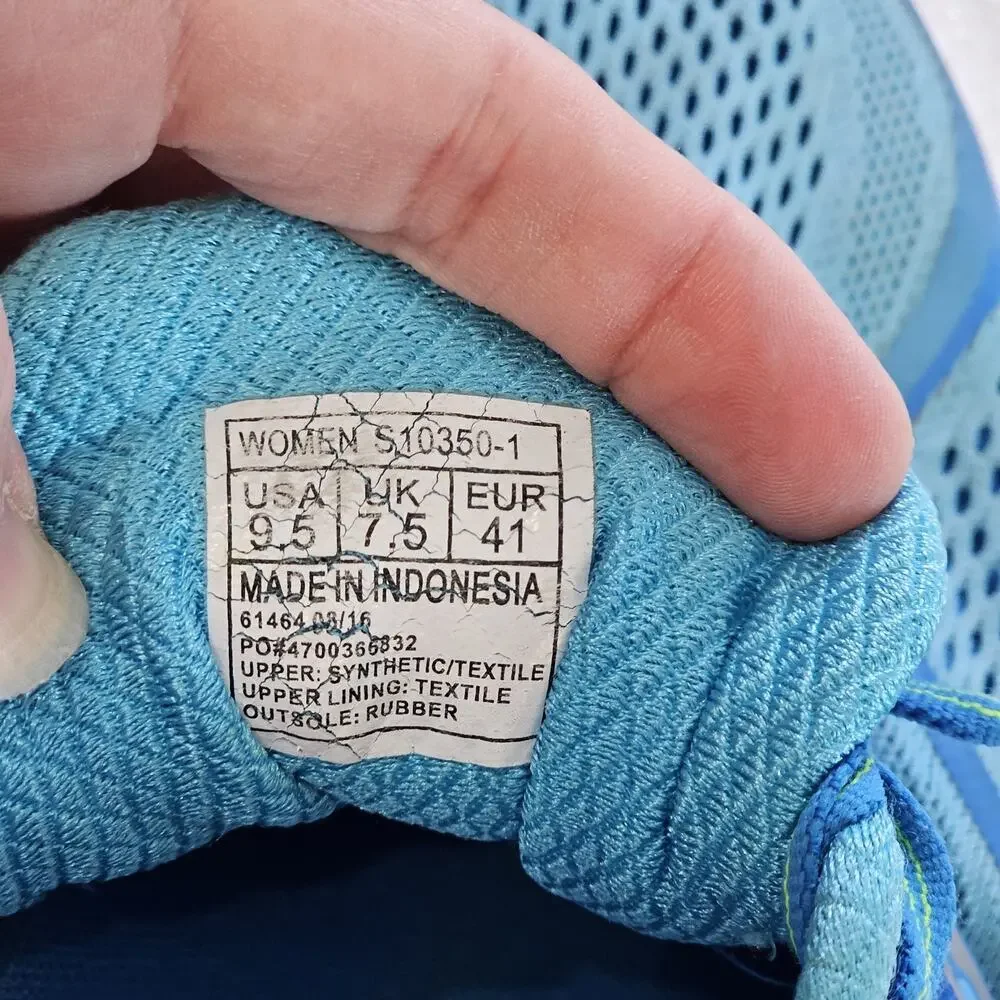 WOMEN S10350-1
USA UK EUR
9.5 7.5 41
MADE IN INDONESIA
61464 08/16
PO#4700366832
UPPER: SYNTHETIC/TEXTILE
UPPER LINING: TEXTILE
OUTSOLE: RUBBER